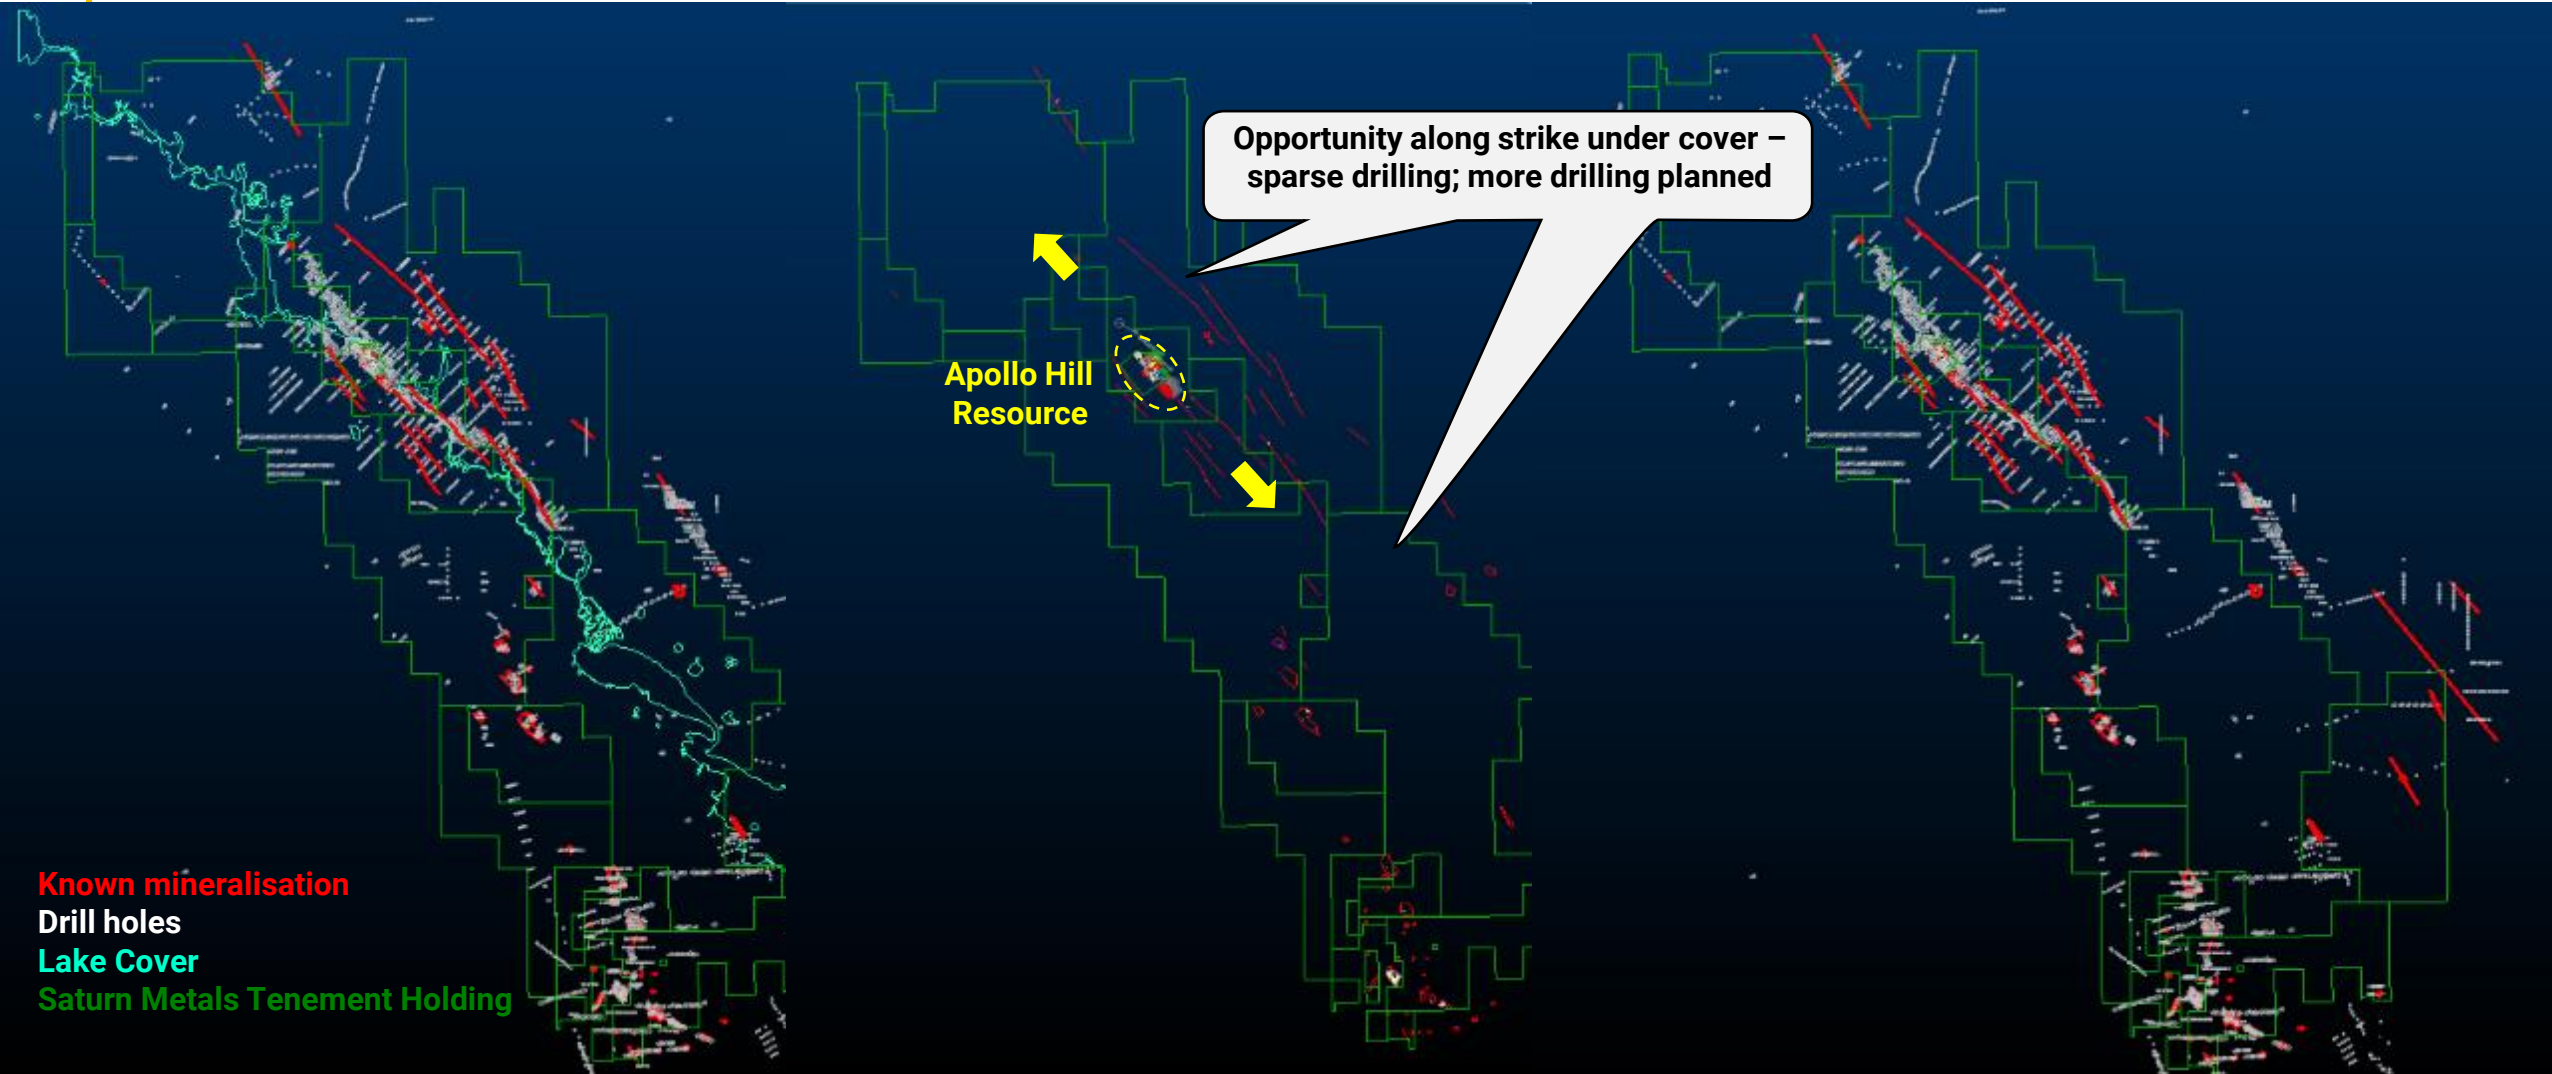 Opportunity along strike under cover –
sparse drilling; more drilling planned
Apollo Hill
Resource
Known mineralisation
Drill holes
Lake Cover
Saturn Metals Tenement Holding